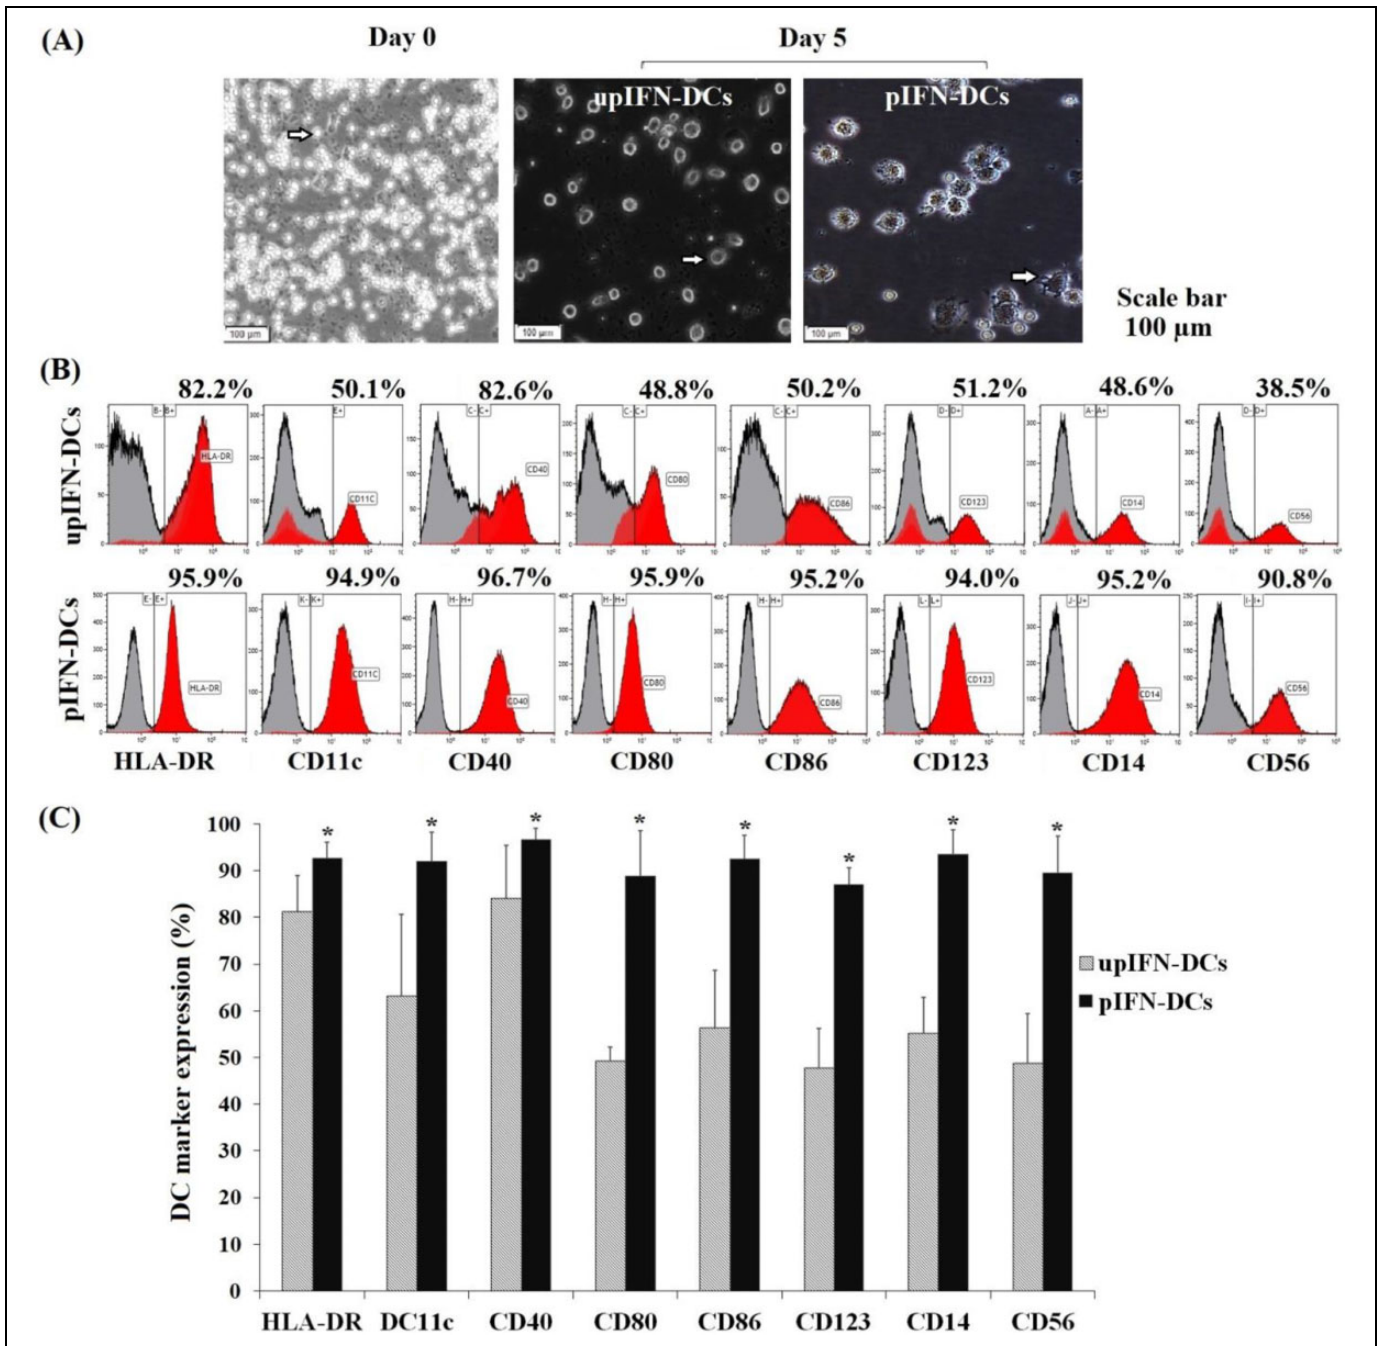 (A)
Day 0
Day 5
upIFN-DCs
pIFN-DCs
100 µm
100 µm
100 µm
Scale bar
100 µm
(B)
82.2%
50.1%
82.6%
48.8%
50.2%
51.2%
48.6%
38.5%
upIFN-DCs
B- B+
E+
C- C+
C- C+
C- C+
D- D+
A- A+
D- D+
HLA-DR
CD11C
CD40
CD80
CD86
CD123
CD14
CD56
95.9%
94.9%
96.7%
95.9%
95.2%
94.0%
95.2%
90.8%
pIFN-DCs
E- E+
K- K+
H- H+
H- H+
H- H+
L- L+
J- J+
I- I+
HLA-DR
CD11C
CD40
CD80
CD86
CD123
CD14
CD56
HLA-DR
CD11c
CD40
CD80
CD86
CD123
CD14
CD56
(C)
DC marker expression (%)
100
90
80
70
60
50
40
30
20
10
0
* * * * * * * *
upIFN-DCs
pIFN-DCs
HLA-DR
DC11c
CD40
CD80
CD86
CD123
CD14
CD56